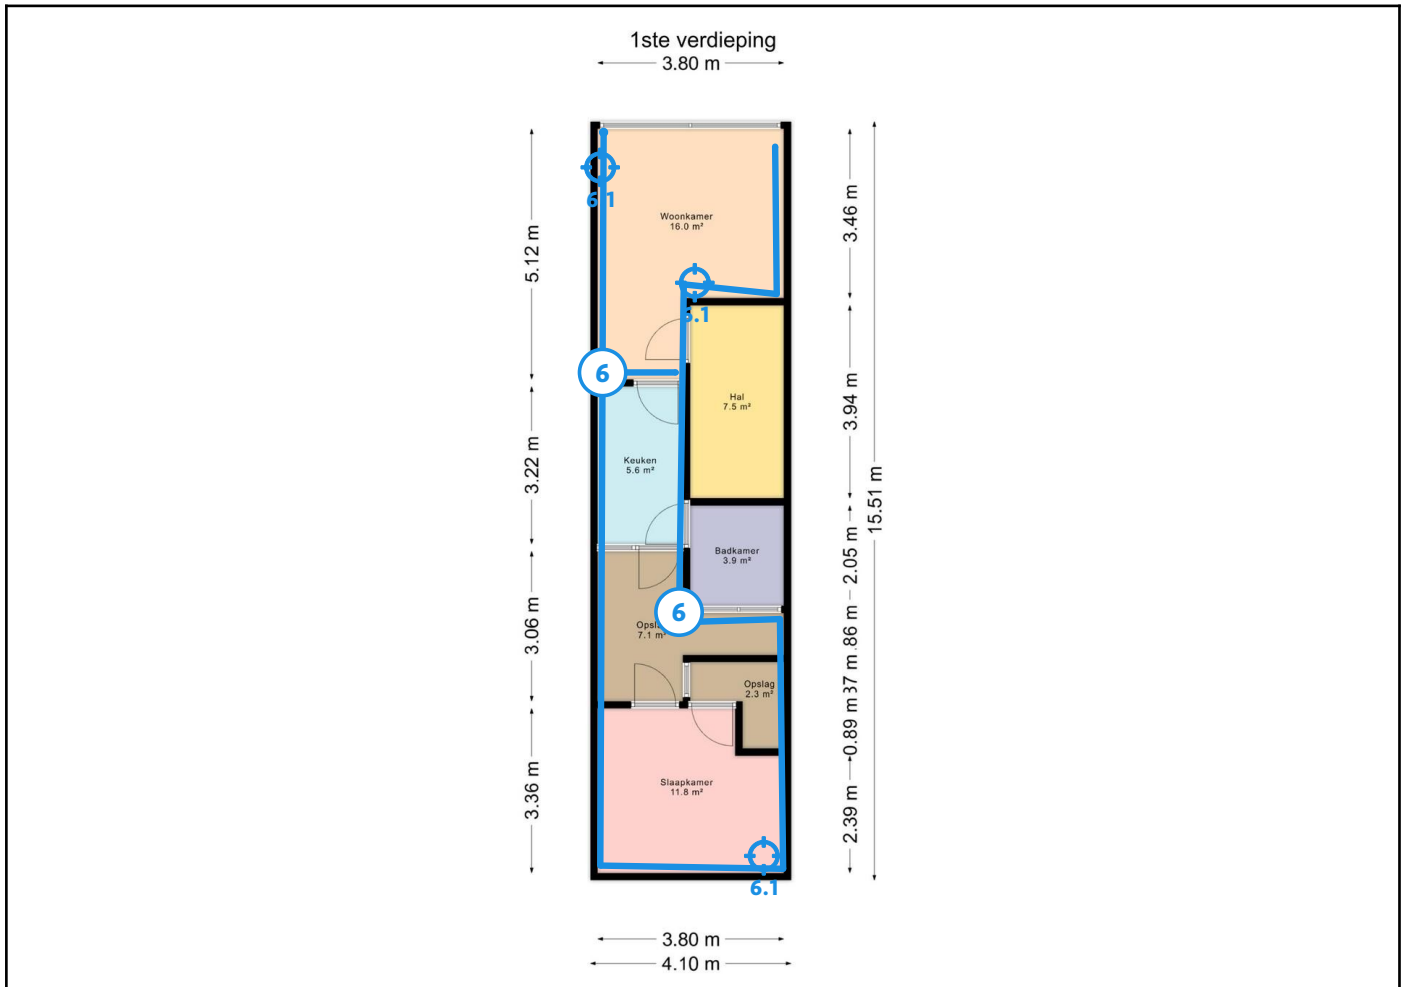 1ste verdieping
3.80 m
5.12 m
3.22 m
3.06 m
3.36 m
6.1
Woonkamer
16.0 m²
6.1
6
Hal
7.5 m²
Keuken
5.6 m²
Badkamer
3.9 m²
6
7.1 m²
Opslag
2.3 m²
Slaapkamer
11.8 m²
6.1
3.46 m
3.94 m
2.05 m
.86 m
37 m
0.89 m
2.39 m
15.51 m
3.80 m
4.10 m